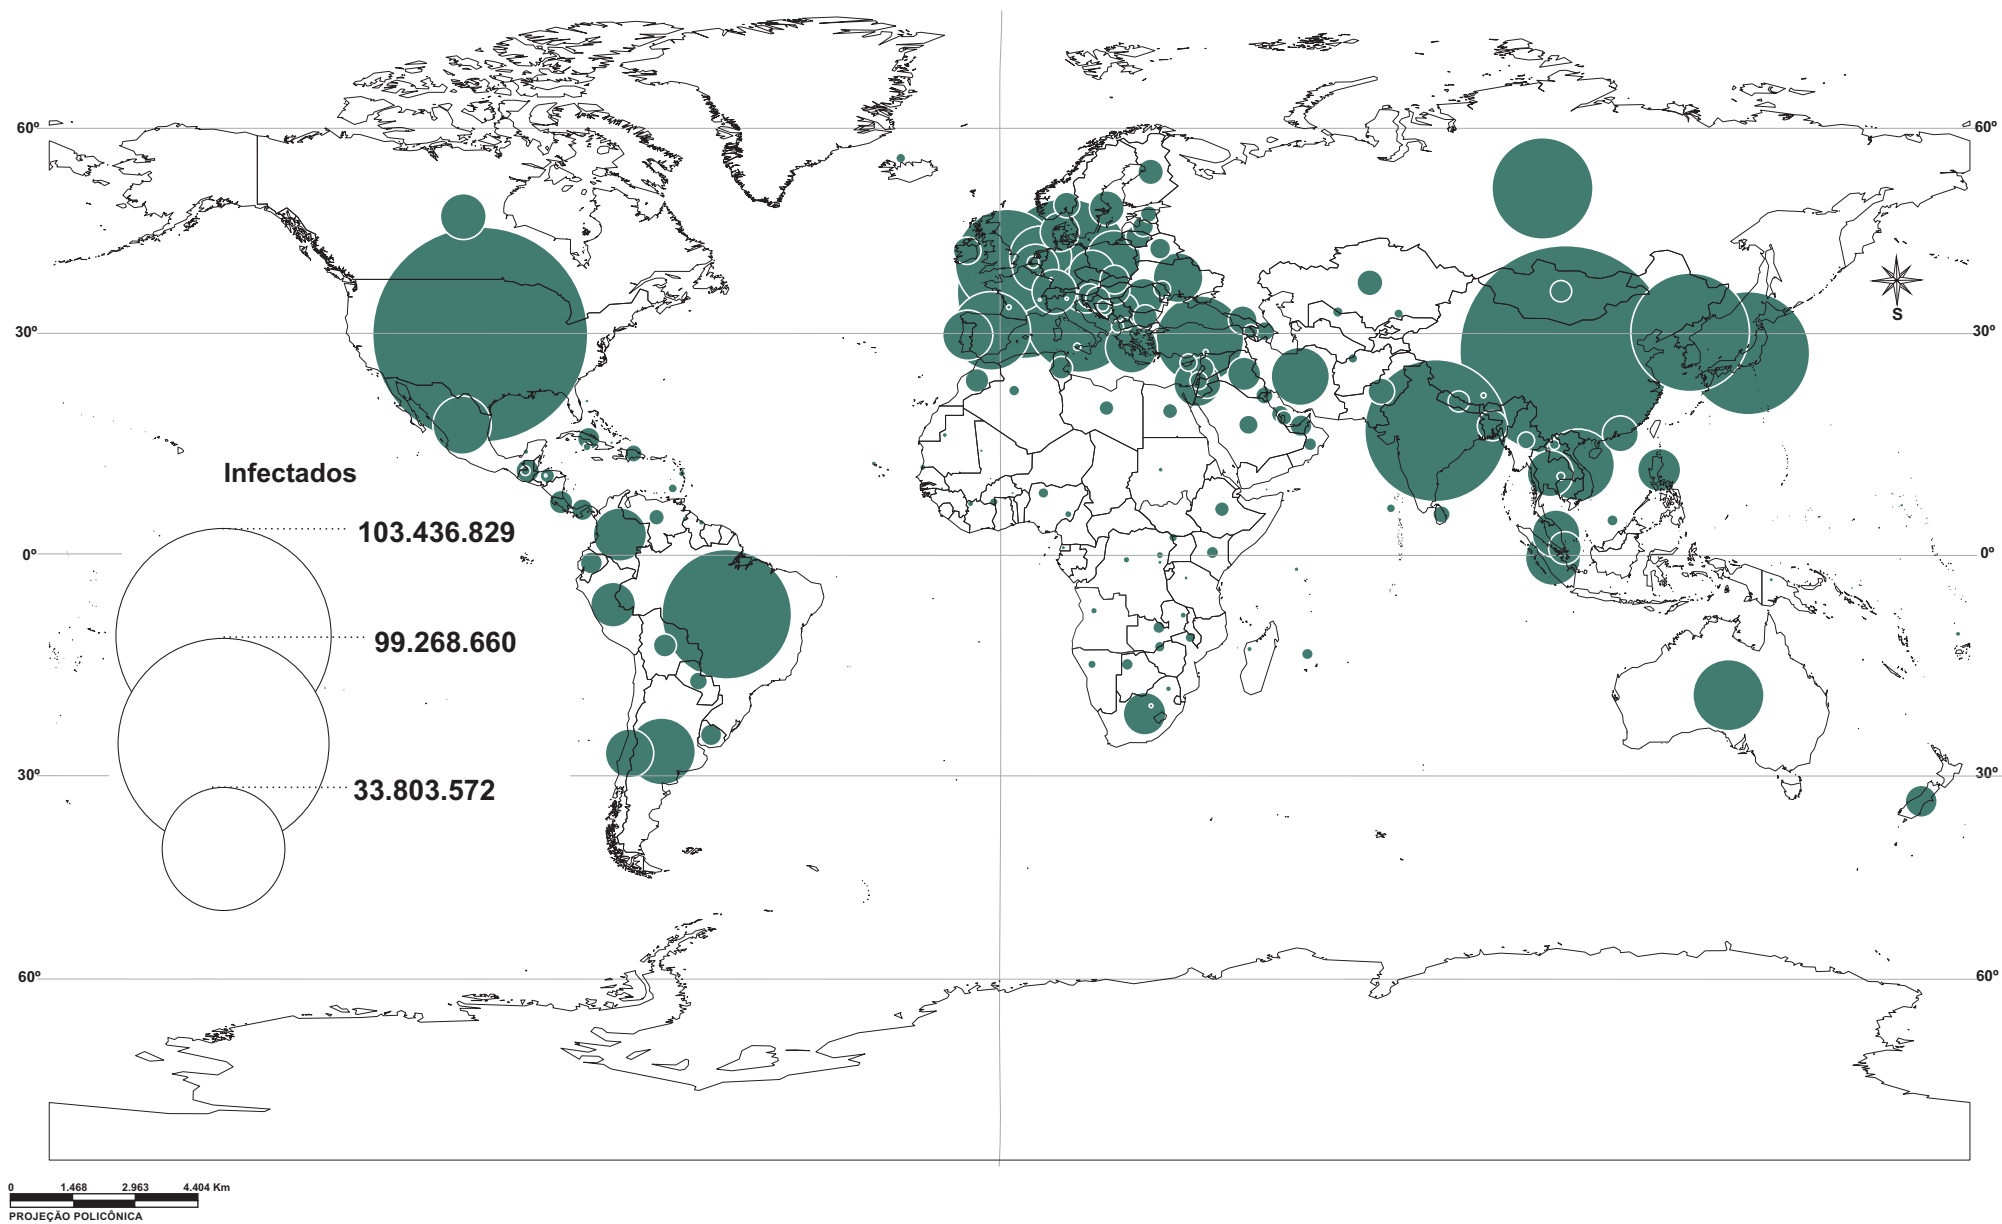 60º
60º
30º
30º
S
Infectados
103.436.829
0º
0º
99.268.660
30º
30º
33.803.572
60º
60º
0 1.468 2.963 4.404 Km
PROJEÇÃO POLICÔNICA